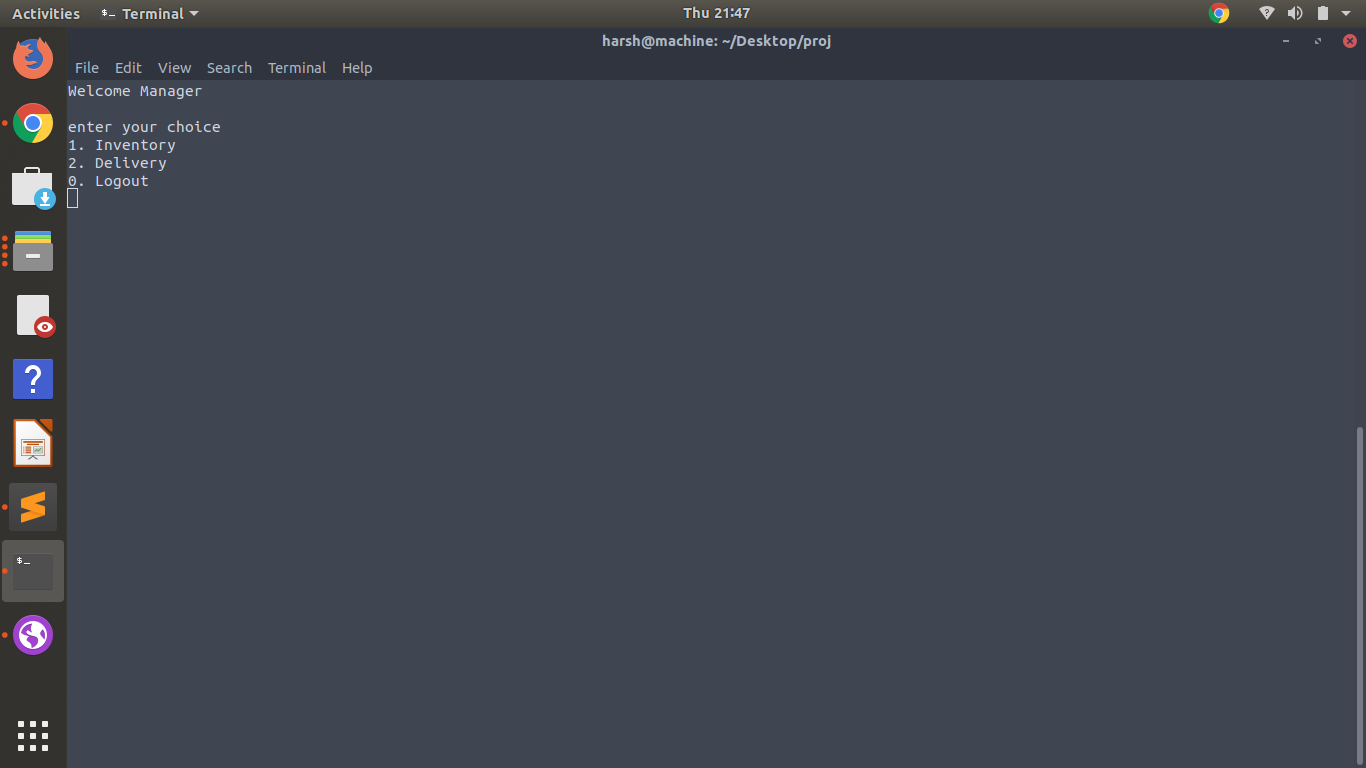 Activities
Terminal
Thu 21:47
harsh@machine: ~/Desktop/proj
File Edit View Search Terminal Help
Welcome Manager
enter your choice
1. Inventory
2. Delivery
0. Logout
?
$_